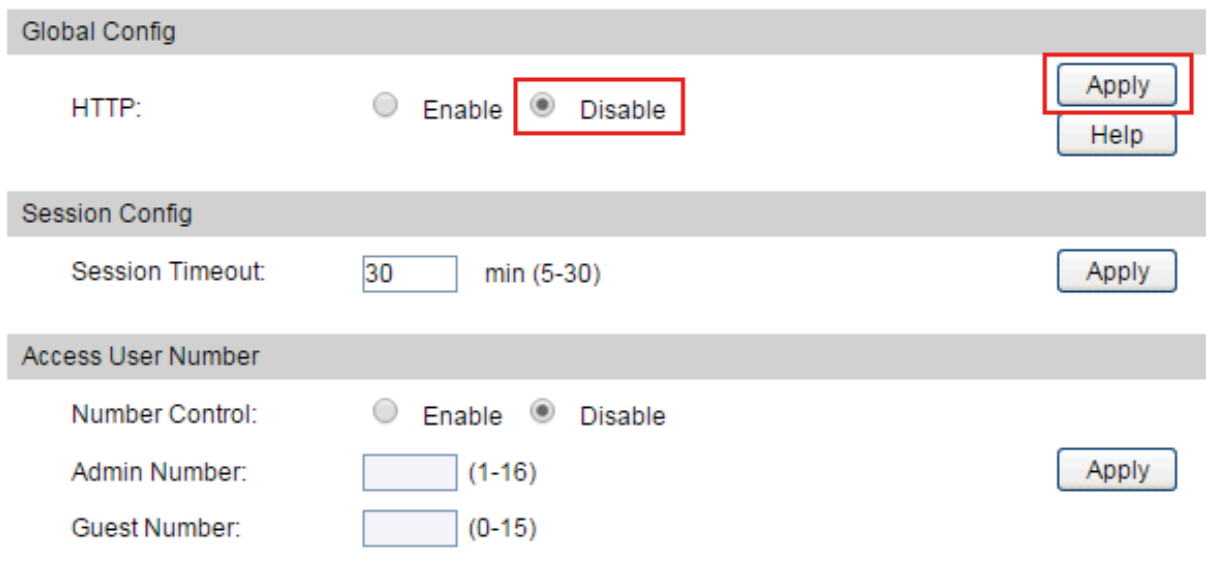 Global Config
HTTP: Enable Disable Apply
Help
Session Config
Session Timeout: 30 min (5-30) Apply
Access User Number
Number Control: Enable Disable
Admin Number: (1-16) Apply
Guest Number: (0-15)